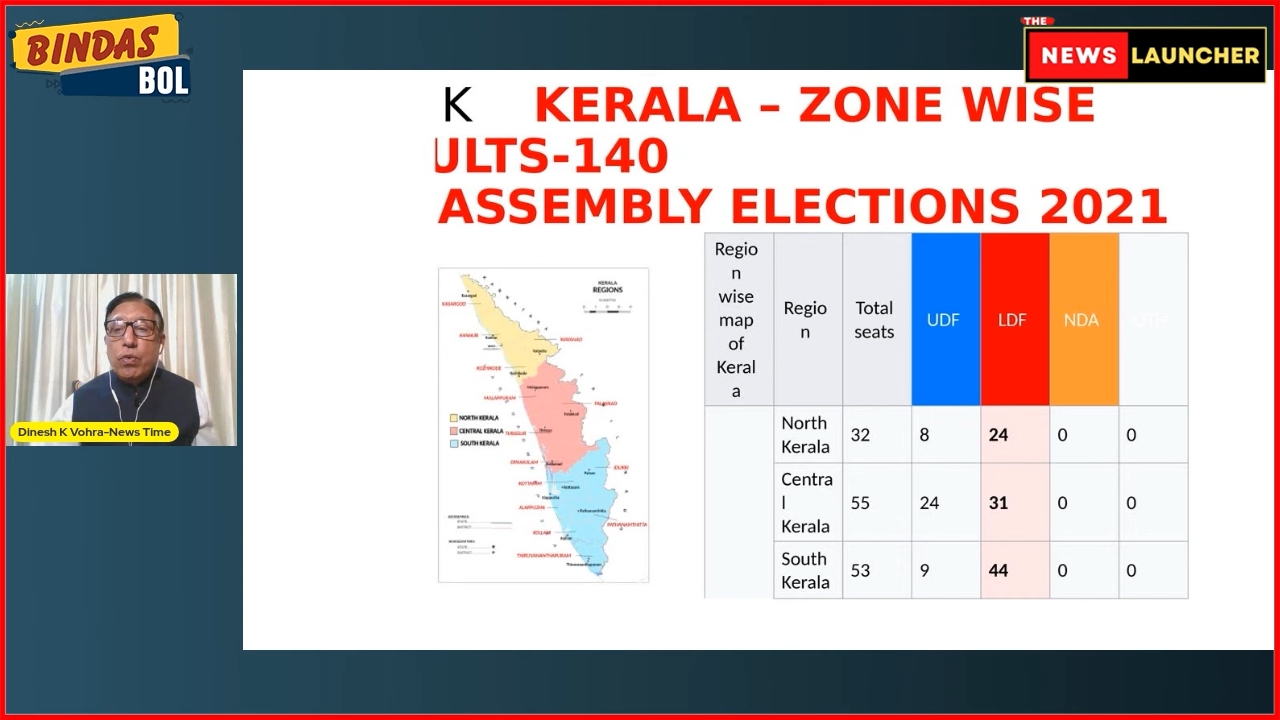 BINDAS
BOL
THE
NEWS LAUNCHER
K KERALA – ZONE WISE
ULTS-140
ASSEMBLY ELECTIONS 2021
KERALA
REGIONS
KASARGOD
KANNUR
WAYANAD
KOZHIKODE
MALAPPURAM
PALAKKAD
THRISSUR
ERNAKULAM
IDUKKI
KOTTAYAM
ALAPPUZHA
PATHANAMTHITTA
KOLLAM
THIRUVANANTHAPURAM
NORTH KERALA
CENTRAL KERALA
SOUTH KERALA
Regio
n
wise
map
of
Keral
a
Regio
n
Total
seats
UDF
LDF
NDA
OTH
North
Kerala
32
8
24
0
0
Centra
l
Kerala
55
24
31
0
0
South
Kerala
53
9
44
0
0
Dinesh K Vohra-News Time